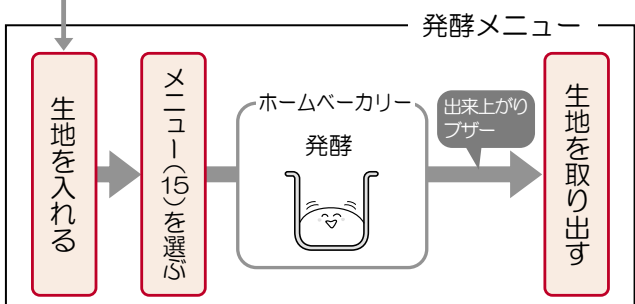 発酵メニュー
生地を入れる
メニュー（15）を選ぶ
ホームベーカリー
発酵
出来上がり
ブザー
生地を取り出す